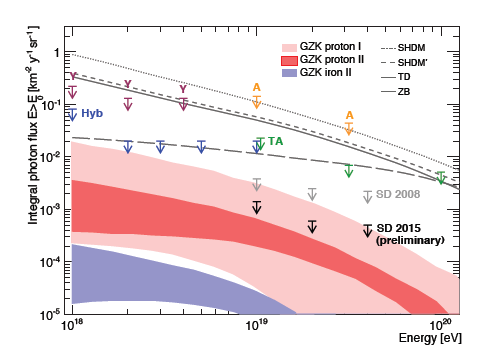 Integral photon flux E>E₀ [km⁻² y⁻¹ sr⁻¹]
1
10⁻¹
10⁻²
10⁻³
10⁻⁴
10⁻⁵
GZK proton I
GZK proton II
GZK iron II
SHDM
SHDM'
TD
ZB
Y
Y
Y
Hyb
A
A
TA
SD 2008
SD 2015
(preliminary)
10¹⁸
10¹⁹
10²⁰
Energy [eV]